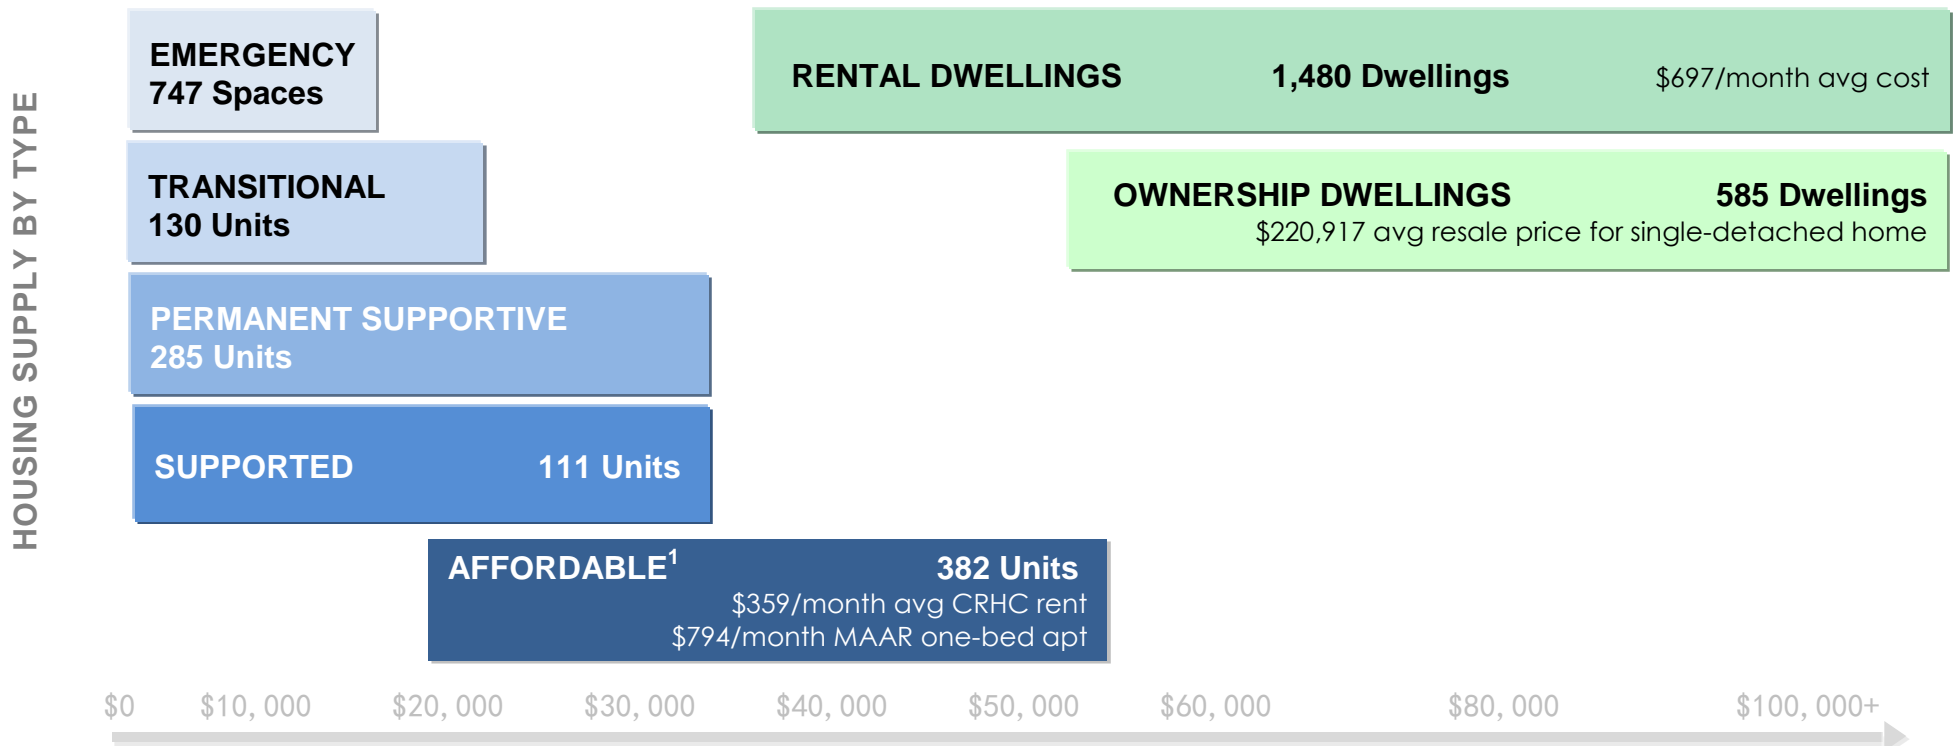 HOUSING SUPPLY BY TYPE
EMERGENCY
747 Spaces
RENTAL DWELLINGS 1,480 Dwellings $697/month avg cost
TRANSITIONAL
130 Units
OWNERSHIP DWELLINGS 585 Dwellings
$220,917 avg resale price for single-detached home
PERMANENT SUPPORTIVE
285 Units
SUPPORTED 111 Units
AFFORDABLE¹ 382 Units
$359/month avg CRHC rent
$794/month MAAR one-bed apt
$0 $10,000 $20,000 $30,000 $40,000 $50,000 $60,000 $80,000 $100,000+